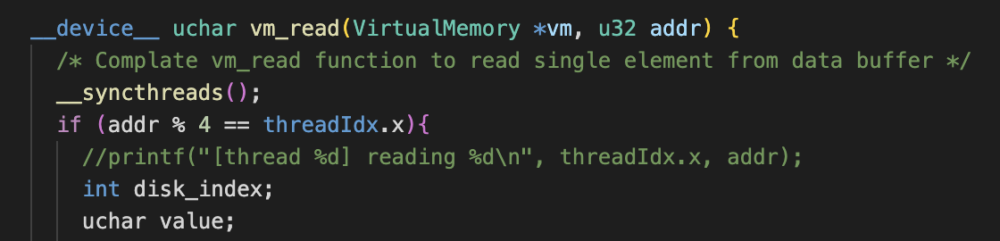 __device__ uchar vm_read(VirtualMemory *vm, u32 addr) {
/* Complate vm_read function to read single element from data buffer */
__syncthreads();
if (addr % 4 == threadIdx.x){
//printf("[thread %d] reading %d\n", threadIdx.x, addr);
int disk_index;
uchar value;